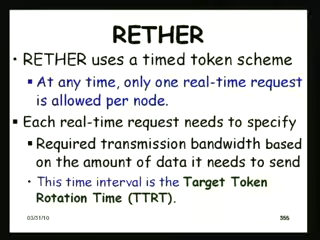 RETHER
• RETHER uses a timed token scheme
▪ At any time, only one real-time request
is allowed per node.
▪ Each real-time request needs to specify
▪ Required transmission bandwidth based
on the amount of data it needs to send
• This time interval is the Target Token
Rotation Time (TTRT).
03/31/10
355